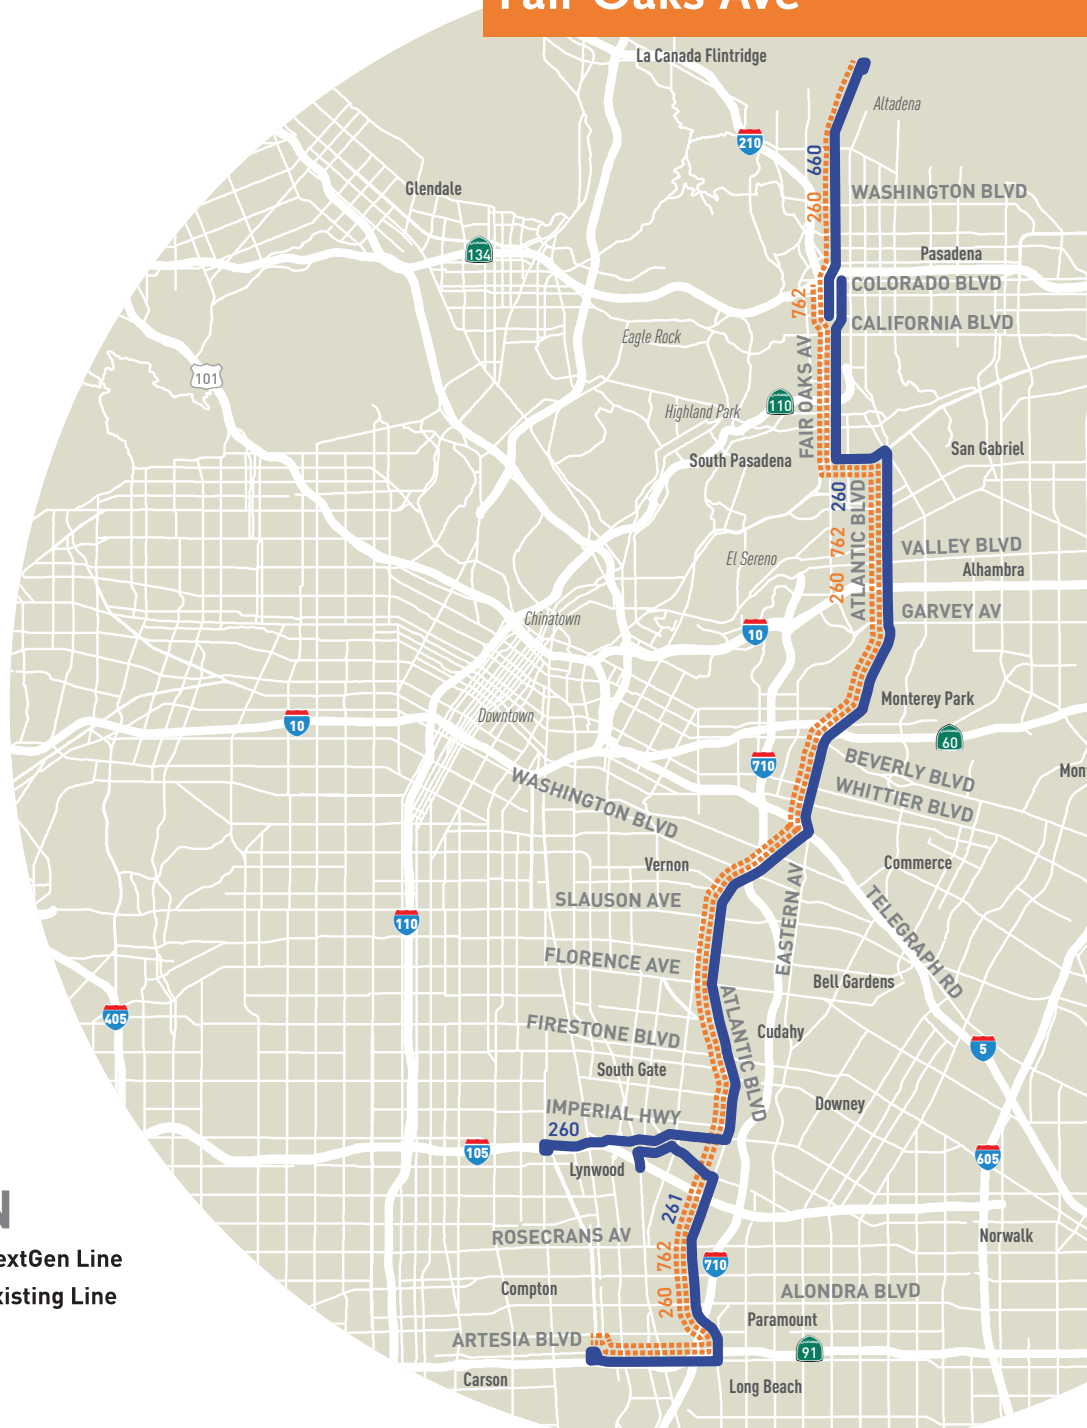 Fair Oaks Ave
La Canada Flintridge
Altadena
210
660
260
WASHINGTON BLVD
Glendale
134
Pasadena
COLORADO BLVD
762
CALIFORNIA BLVD
Eagle Rock
101
FAIR OAKS AV
Highland Park
110
South Pasadena
San Gabriel
260
762
260
ATLANTIC BLVD
El Sereno
VALLEY BLVD
Alhambra
GARVEY AV
Chinatown
10
Monterey Park
Downtown
10
60
710
BEVERLY BLVD
WHITTIER BLVD
WASHINGTON BLVD
Vernon
Commerce
SLAUSON AVE
EASTERN AV
TELEGRAPH RD
110
FLORENCE AVE
Bell Gardens
ATLANTIC BLVD
405
FIRESTONE BLVD
Cudahy
5
South Gate
IMPERIAL HWY
Downey
260
105
605
Lynwood
261
ROSECRANS AV
762
260
710
Norwalk
extGen Line
Compton
ALONDRA BLVD
xisting Line
Paramount
ARTESIA BLVD
91
Carson
Long Beach